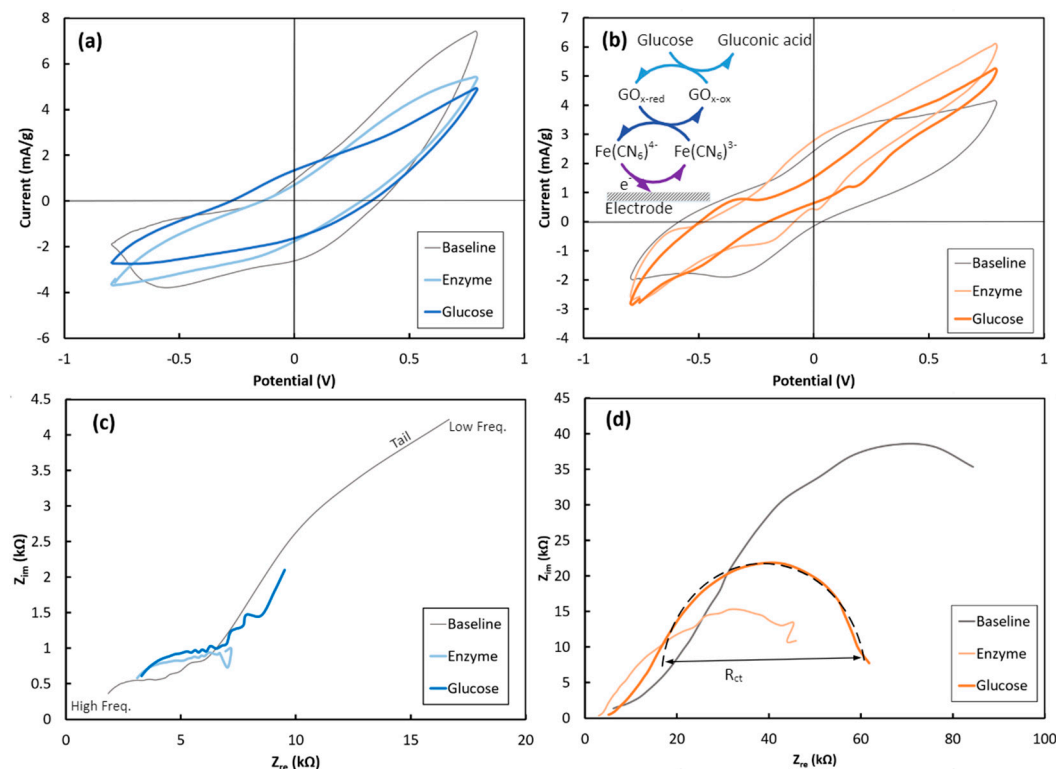 (a)
Current (mA/g)
8
6
4
2
0
-2
-4
-6
-1
-0.5
0
0.5
1
Potential (V)
Baseline
Enzyme
Glucose
(b)
Current (mA/g)
7
6
5
4
3
2
1
0
-1
-2
-3
-4
-1
-0.5
0
0.5
1
Potential (V)
Glucose Gluconic acid
GOx-red GOx-ox
Fe(CN6)4- Fe(CN6)3-
e-
Electrode
Baseline
Enzyme
Glucose
(c)
Zim (kΩ)
4.5
4
3.5
3
2.5
2
1.5
1
0.5
0
0
5
10
15
20
Zre (kΩ)
Tail
Low Freq.
High Freq.
Baseline
Enzyme
Glucose
(d)
Zim (kΩ)
45
40
35
30
25
20
15
10
5
0
0
20
40
60
80
100
Zre (kΩ)
Rct
Baseline
Enzyme
Glucose